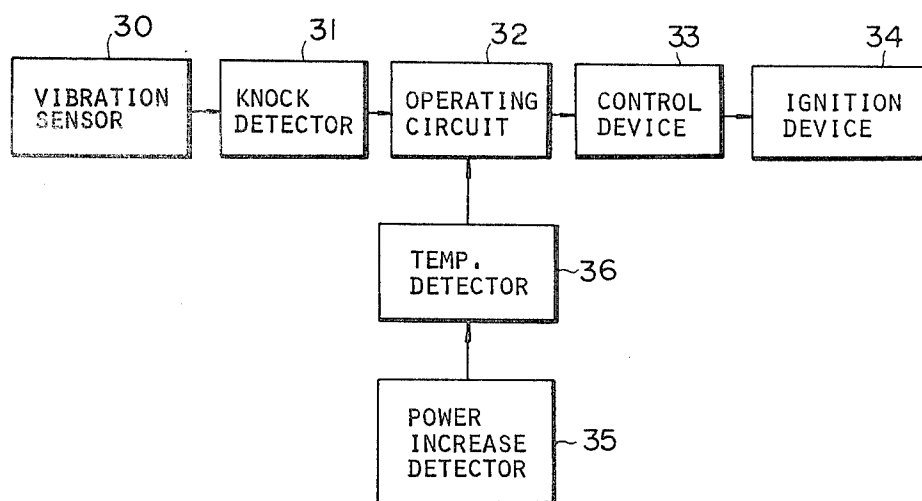 30
31
32
33
34
VIBRATION
SENSOR
KNOCK
DETECTOR
OPERATING
CIRCUIT
CONTROL
DEVICE
IGNITION
DEVICE
TEMP.
DETECTOR
36
POWER
INCREASE
DETECTOR
35